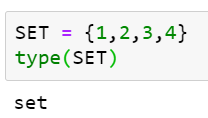 SET = {1,2,3,4}
type(SET)
set